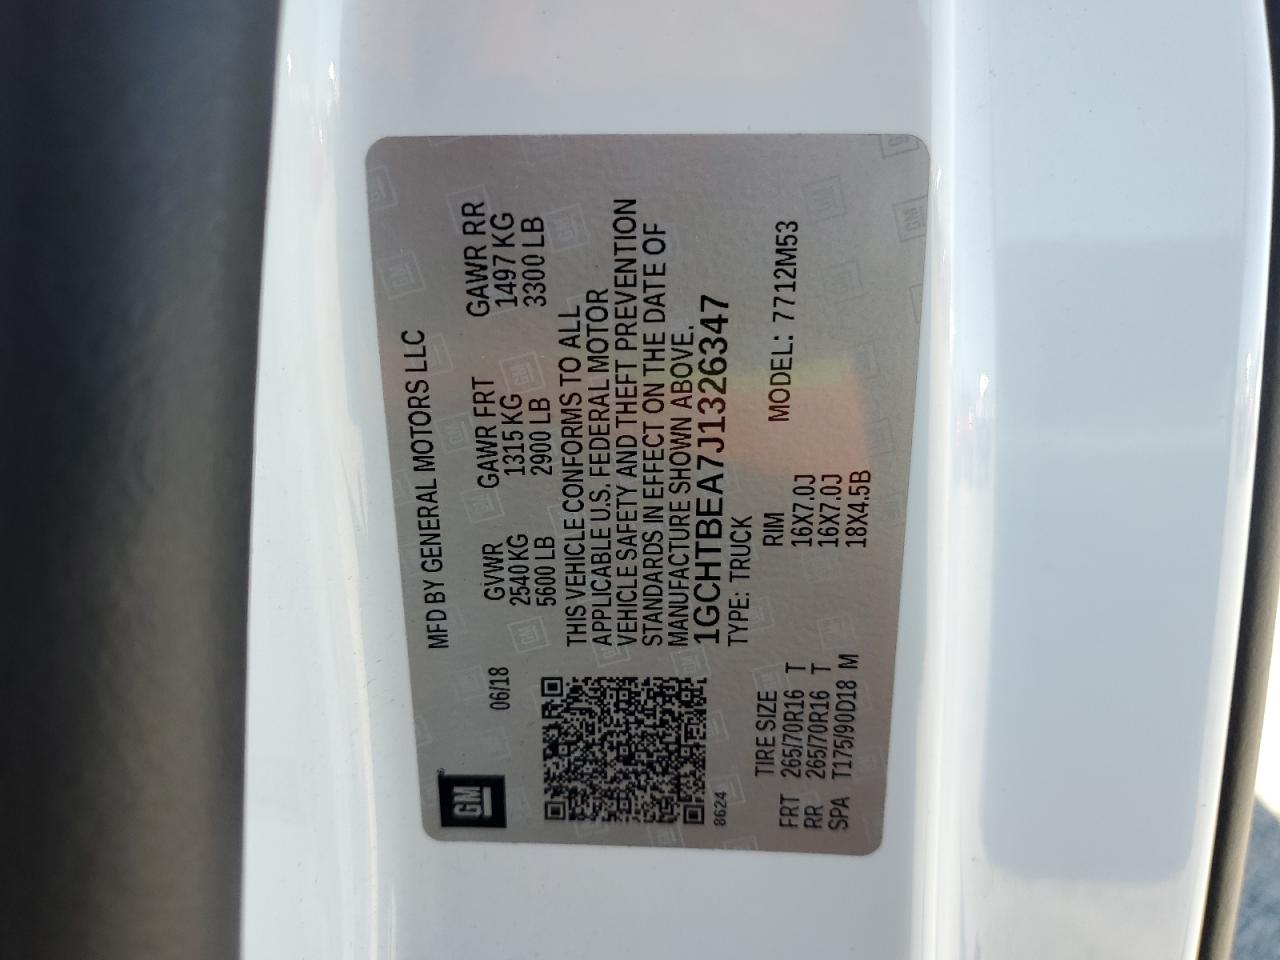 GM
MFD BY GENERAL MOTORS LLC
06/18
GVWR GAWR FRT GAWR RR
2540KG 1315 KG 1497 KG
5600 LB 2900 LB 3300 LB
THIS VEHICLE CONFORMS TO ALL
APPLICABLE U.S. FEDERAL MOTOR
VEHICLE SAFETY AND THEFT PREVENTION
STANDARDS IN EFFECT ON THE DATE OF
MANUFACTURE SHOWN ABOVE.
1GCHTBEA7J1326347
8624
TYPE: TRUCK
MODEL: 7712M53
TIRE SIZE RIM
FRT 265/70R16 T 16X7.0J
RR 265/70R16 T 16X7.0J
SPA T175/90D18 M 18X4.5B